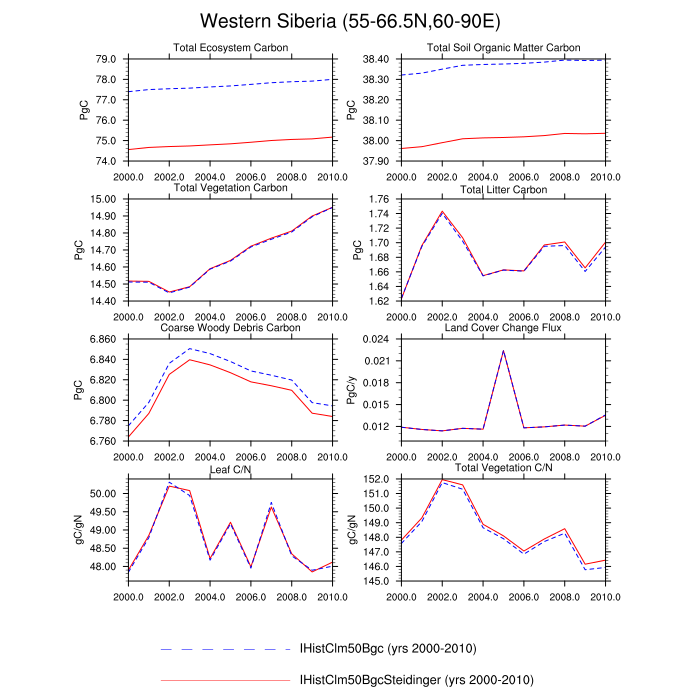 Western Siberia (55-66.5N,60-90E)
Total Ecosystem Carbon
Total Soil Organic Matter Carbon
79.0
78.0
77.0
76.0
75.0
74.0
PgC
2000.0 2002.0 2004.0 2006.0 2008.0 2010.0
38.40
38.30
38.20
38.10
38.00
37.90
PgC
2000.0 2002.0 2004.0 2006.0 2008.0 2010.0
Total Vegetation Carbon
Total Litter Carbon
15.00
14.90
14.80
14.70
14.60
14.50
14.40
PgC
2000.0 2002.0 2004.0 2006.0 2008.0 2010.0
1.76
1.74
1.72
1.70
1.68
1.66
1.64
1.62
PgC
2000.0 2002.0 2004.0 2006.0 2008.0 2010.0
Coarse Woody Debris Carbon
Land Cover Change Flux
6.860
6.840
6.820
6.800
6.780
6.760
PgC
2000.0 2002.0 2004.0 2006.0 2008.0 2010.0
0.024
0.021
0.018
0.015
0.012
PgC/y
2000.0 2002.0 2004.0 2006.0 2008.0 2010.0
Leaf C/N
Total Vegetation C/N
50.00
49.50
49.00
48.50
48.00
gC/gN
2000.0 2002.0 2004.0 2006.0 2008.0 2010.0
152.0
151.0
150.0
149.0
148.0
147.0
146.0
145.0
gC/gN
2000.0 2002.0 2004.0 2006.0 2008.0 2010.0
IHistClm50Bgc (yrs 2000-2010)
IHistClm50BgcSteidinger (yrs 2000-2010)